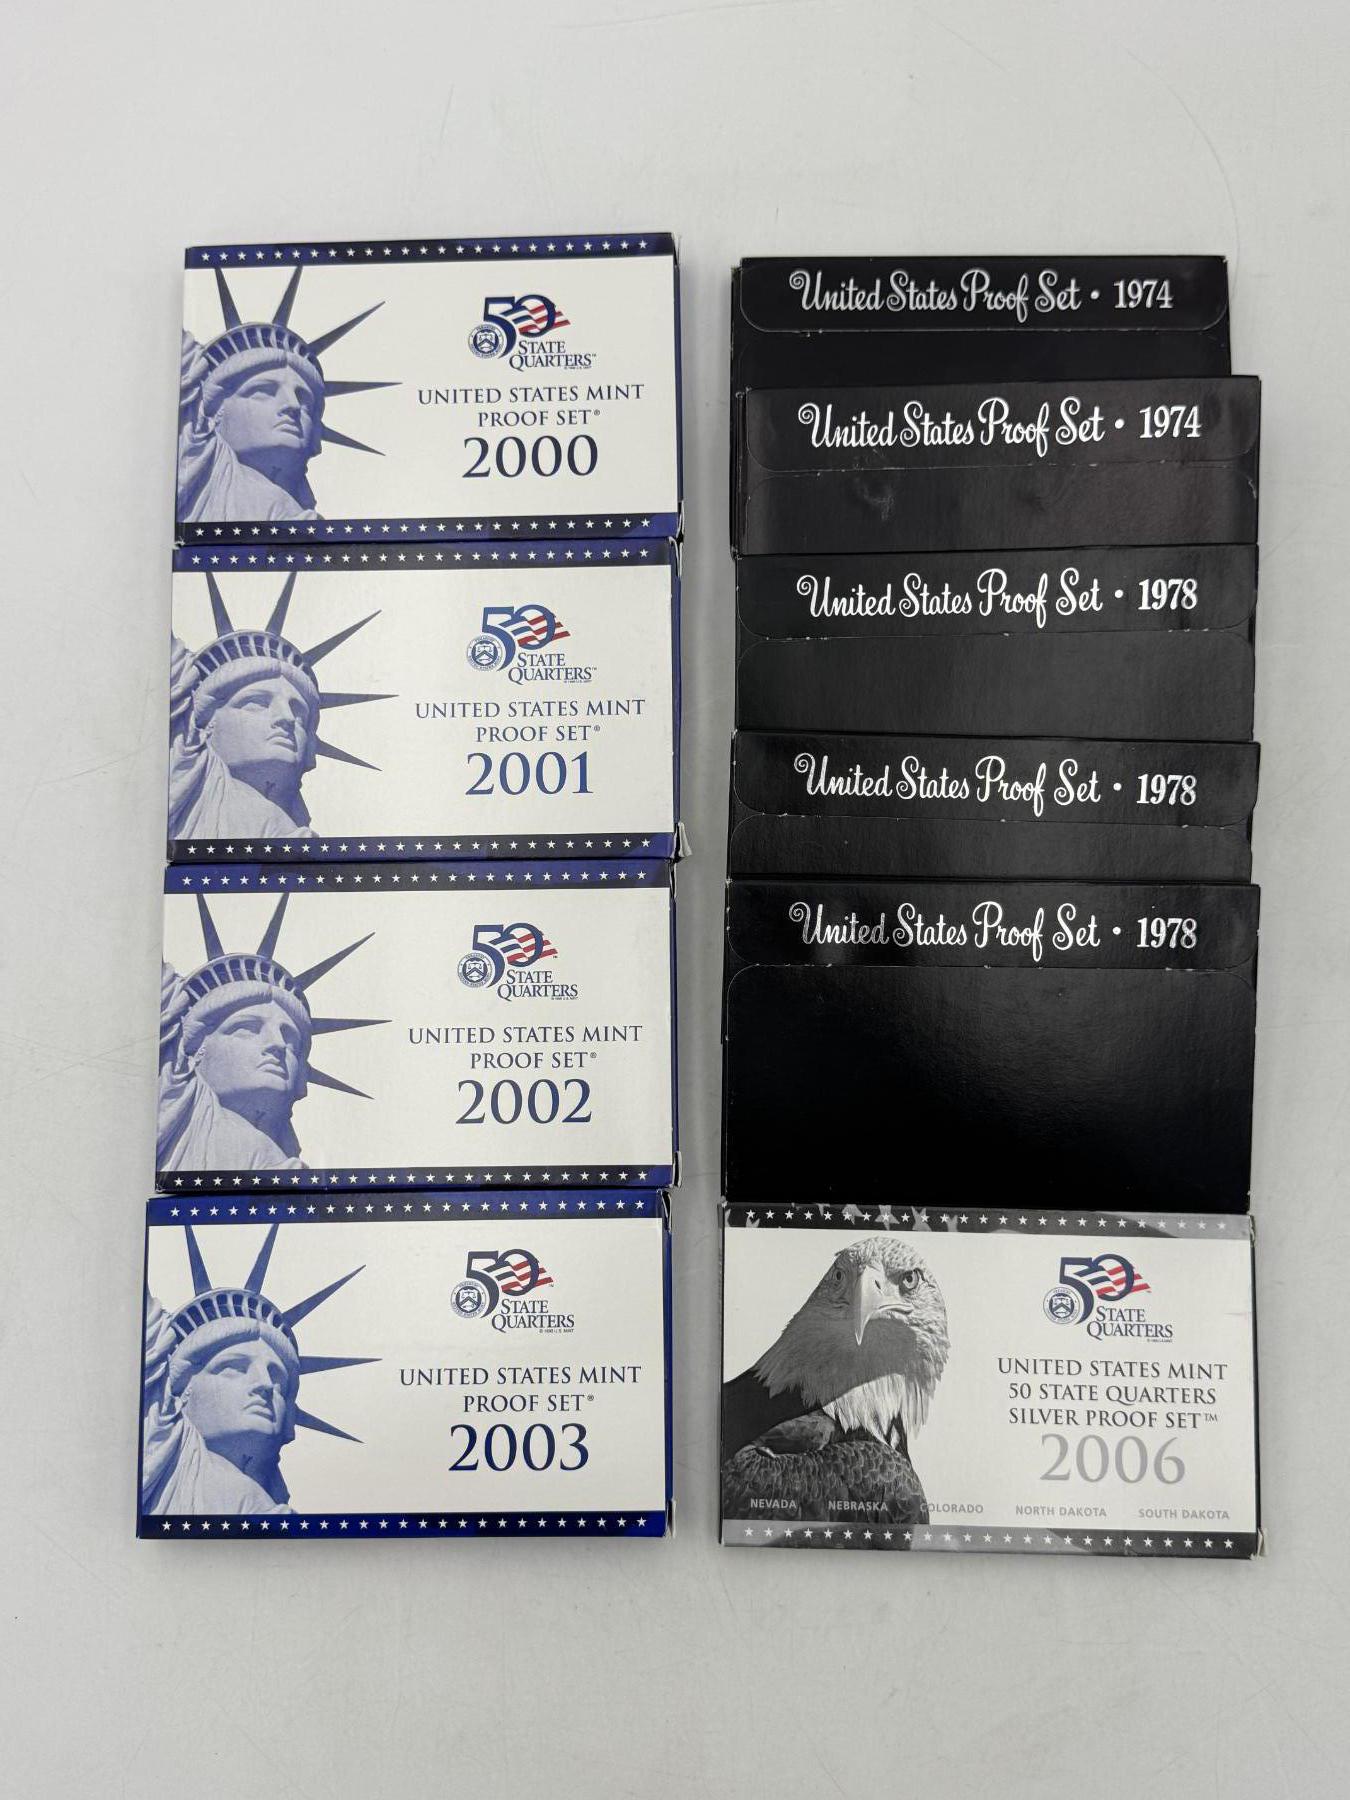 50
STATE
QUARTERS™
UNITED STATES MINT
PROOF SET®
2000
50
STATE
QUARTERS™
UNITED STATES MINT
PROOF SET®
2001
50
STATE
QUARTERS
UNITED STATES MINT
PROOF SET®
2002
50
STATE
QUARTERS
UNITED STATES MINT
PROOF SET®
2003
United States Proof Set • 1974
United States Proof Set • 1974
United States Proof Set • 1978
United States Proof Set • 1978
United States Proof Set • 1978
50
STATE
QUARTERS
UNITED STATES MINT
50 STATE QUARTERS
SILVER PROOF SET™
2006
NEVADA NEBRASKA COLORADO NORTH DAKOTA SOUTH DAKOTA